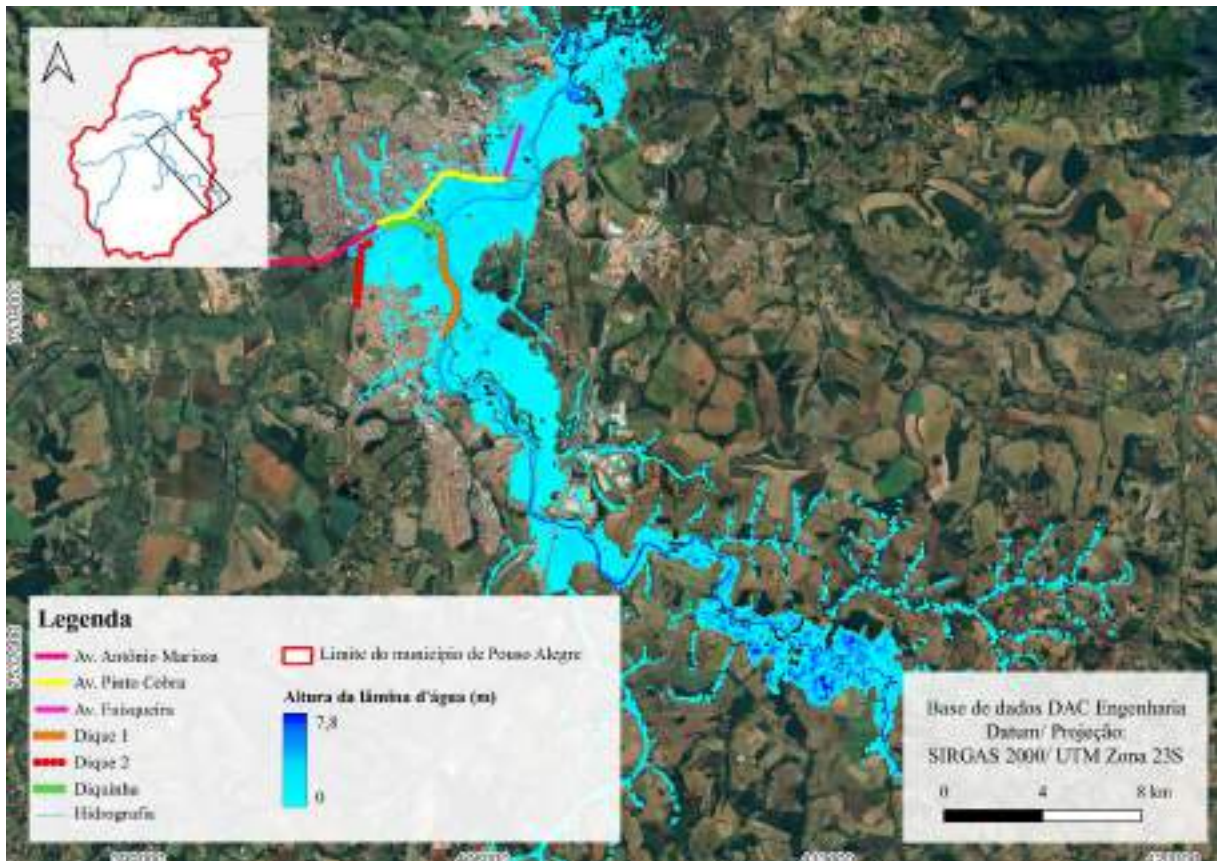 Legenda
Av. Antônio Mariosa
Av. Pinto Cobra
Av. Faisqueira
Dique 1
Dique 2
Diquinho
Hidrografia
Limite do município de Pouso Alegre
Altura da lâmina d'água (m)
7,8
0
Base de dados DAC Engenharia
Datum/ Projeção:
SIRGAS 2000/ UTM Zona 23S
0 4 8 km